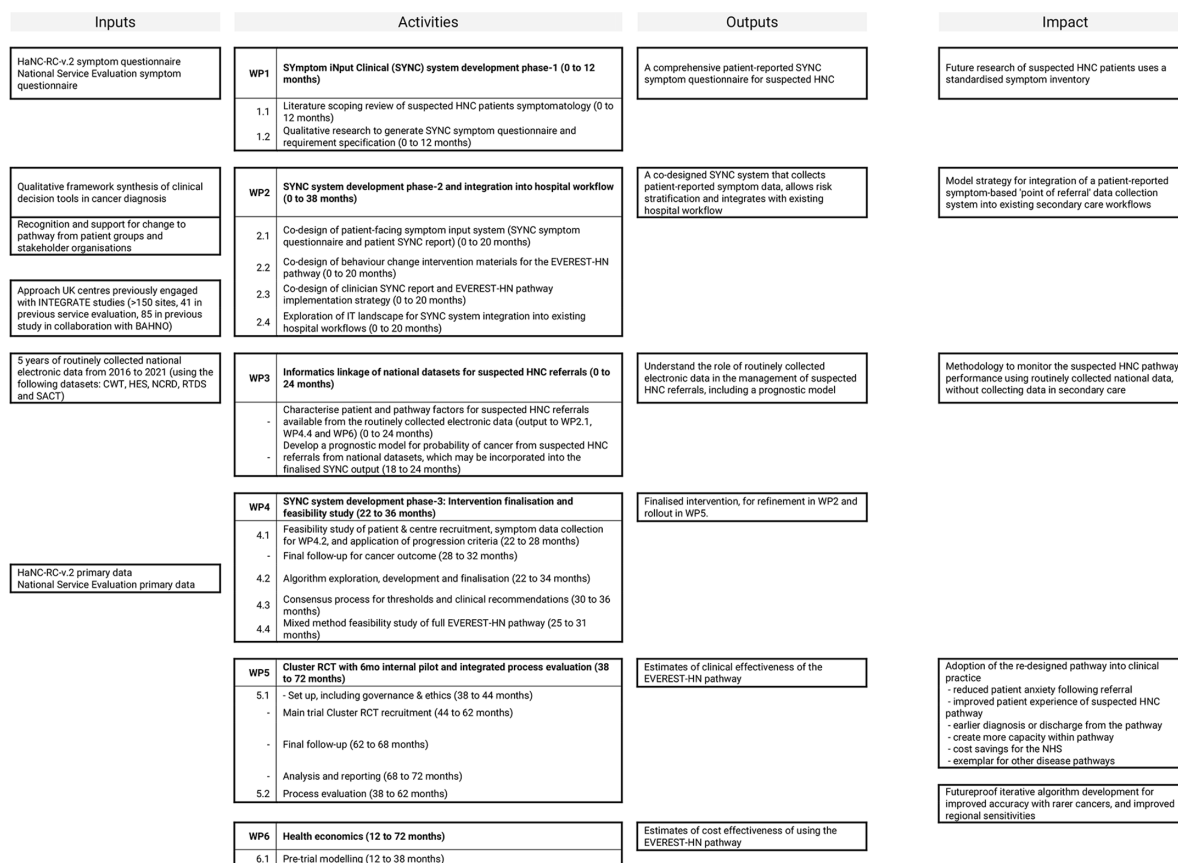 Inputs
Activities
Outputs
Impact
HaNC-RC-v.2 symptom questionnaire
National Service Evaluation symptom
questionnaire
WP1
SYmptom iNput Clinical (SYNC) system development phase-1 (0 to 12
months)
A comprehensive patient-reported SYNC
symptom questionnaire for suspected HNC
Future research of suspected HNC patients uses a
standardised symptom inventory
1.1
Literature scoping review of suspected HNC patients symptomatology (0 to
12 months)
1.2
Qualitative research to generate SYNC symptom questionnaire and
requirement specification (0 to 12 months)
Qualitative framework synthesis of clinical
decision tools in cancer diagnosis
WP2
SYNC system development phase-2 and integration into hospital workflow
(0 to 38 months)
A co-designed SYNC system that collects
patient-reported symptom data, allows risk
stratification and integrates with existing
hospital workflow
Model strategy for integration of a patient-reported
symptom-based 'point of referral' data collection
system into existing secondary care workflows
Recognition and support for change to
pathway from patient groups and
stakeholder organisations
2.1
Co-design of patient-facing symptom input system (SYNC symptom
questionnaire and patient SYNC report) (0 to 20 months)
2.2
Co-design of behaviour change intervention materials for the EVEREST-HN
pathway (0 to 20 months)
Approach UK centres previously engaged
with INTEGRATE studies (>150 sites, 41 in
previous service evaluation, 85 in previous
study in collaboration with BAHNO)
2.3
Co-design of clinician SYNC report and EVEREST-HN pathway
implementation strategy (0 to 20 months)
2.4
Exploration of IT landscape for SYNC system integration into existing
hospital workflows (0 to 20 months)
5 years of routinely collected national
electronic data from 2016 to 2021 (using the
following datasets: CWT, HES, NCRD, RTDS
and SACT)
WP3
Informatics linkage of national datasets for suspected HNC referrals (0 to
24 months)
Understand the role of routinely collected
electronic data in the management of suspected
HNC referrals, including a prognostic model
Methodology to monitor the suspected HNC pathway
performance using routinely collected national data,
without collecting data in secondary care
-
Characterise patient and pathway factors for suspected HNC referrals
available from the routinely collected electronic data (output to WP2.1,
WP4.4 and WP6) (0 to 24 months)
-
Develop a prognostic model for probability of cancer from suspected HNC
referrals from national datasets, which may be incorporated into the
finalised SYNC output (18 to 24 months)
WP4
SYNC system development phase-3: Intervention finalisation and
feasibility study (22 to 36 months)
Finalised intervention, for refinement in WP2 and
rollout in WP5.
4.1
Feasibility study of patient & centre recruitment, symptom data collection
for WP4.2, and application of progression criteria (22 to 28 months)
-
Final follow-up for cancer outcome (28 to 32 months)
HaNC-RC-v.2 primary data
National Service Evaluation primary data
4.2
Algorithm exploration, development and finalisation (22 to 34 months)
4.3
Consensus process for thresholds and clinical recommendations (30 to 36
months)
4.4
Mixed method feasibility study of full EVEREST-HN pathway (25 to 31
months)
WP5
Cluster RCT with 6mo internal pilot and integrated process evaluation (38
to 72 months)
Estimates of clinical effectiveness of the
EVEREST-HN pathway
Adoption of the re-designed pathway into clinical
practice
- reduced patient anxiety following referral
- improved patient experience of suspected HNC
pathway
- earlier diagnosis or discharge from the pathway
- create more capacity within pathway
- cost savings for the NHS
- exemplar for other disease pathways
5.1
- Set up, including governance & ethics (38 to 44 months)
-
Main trial Cluster RCT recruitment (44 to 62 months)
-
Final follow-up (62 to 68 months)
-
Analysis and reporting (68 to 72 months)
5.2
Process evaluation (38 to 62 months)
Futureproof iterative algorithm development for
improved accuracy with rarer cancers, and improved
regional sensitivities
WP6
Health economics (12 to 72 months)
Estimates of cost effectiveness of using the
EVEREST-HN pathway
6.1
Pre-trial modelling (12 to 38 months)